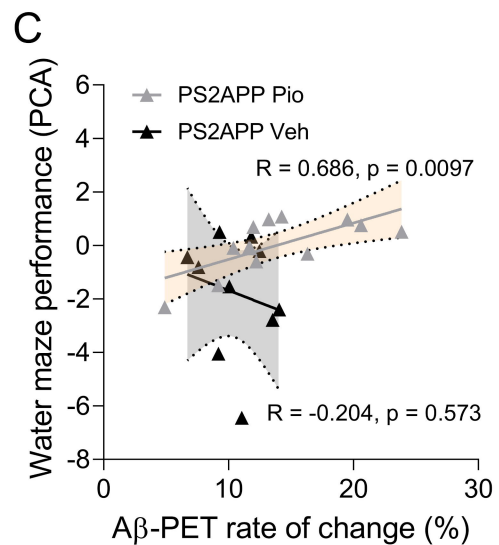 C
Water maze performance (PCA)
6
4
2
0
-2
-4
-6
-8
PS2APP Pio
PS2APP Veh
R = 0.686, p = 0.0097
R = -0.204, p = 0.573
0
10
20
30
Aβ-PET rate of change (%)